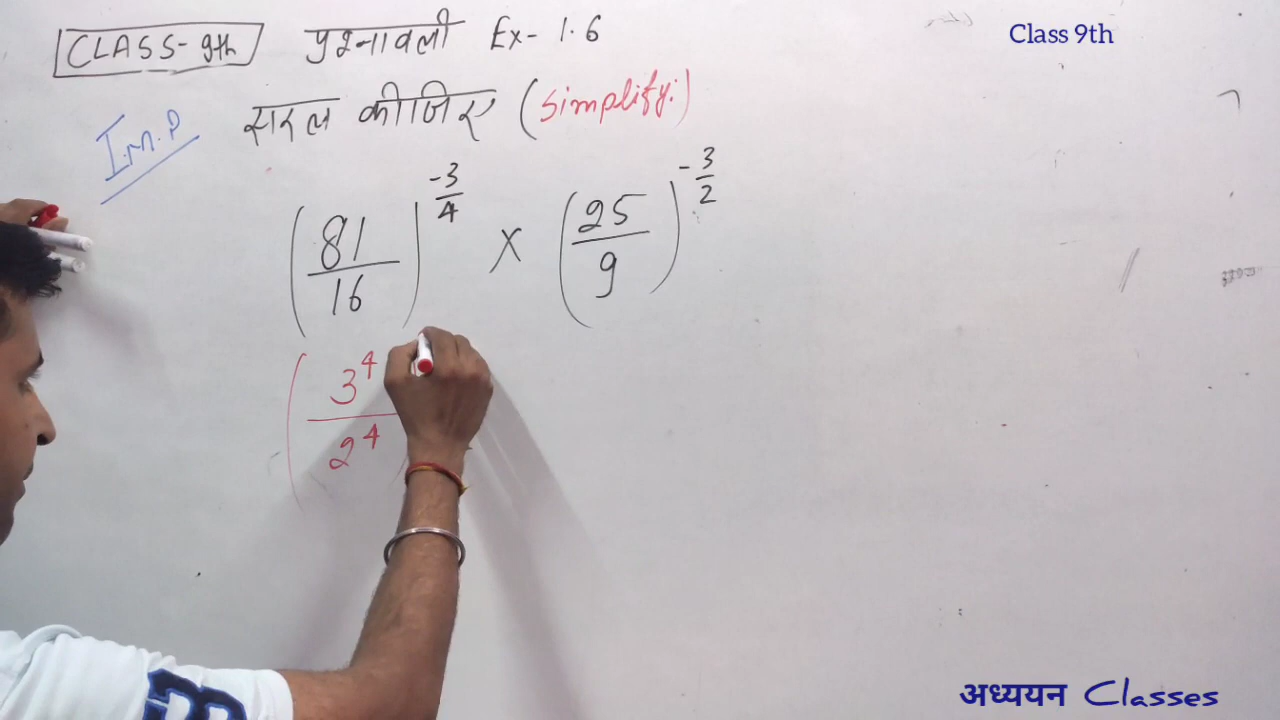 CLASS-9th प्रश्नावली Ex- 1.6
Class 9th
Im.P सरल कीजिए (Simplify:)
(81/16)^(-3/4) × (25/9)^(-3/2)
(3^4/2^4
अध्ययन Classes